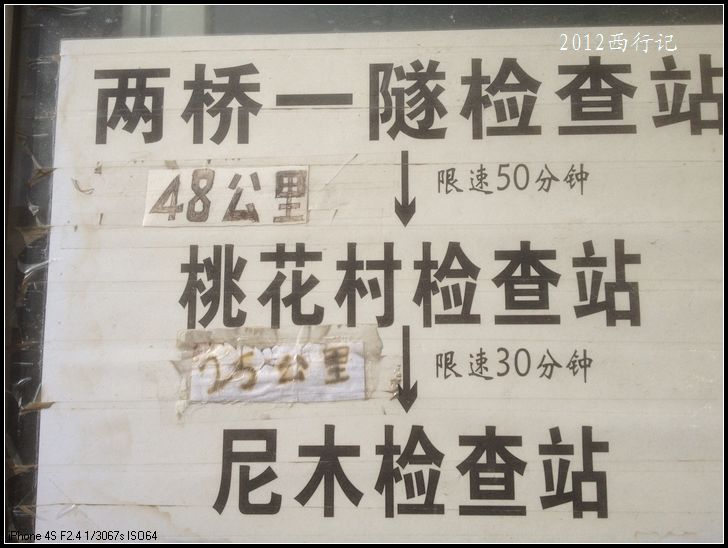 2012西行记
两桥一隧检查站
48公里
限速50分钟
桃花村检查站
25公里
限速30分钟
尼木检查站
iPhone 4S F2.4 1/3067s ISO64